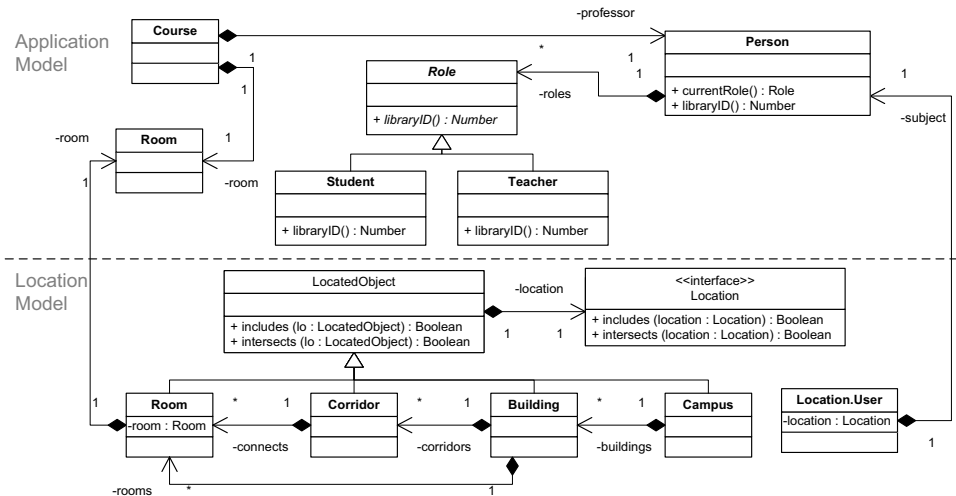 Application
Model
Course
-professor
1
1
1
*
1
1
Person
+ currentRole() : Role
+ libraryID() : Number
1
-subject
Role
+ libraryID() : Number
-roles
-room
1
Room
1
-room
Student
+ libraryID() : Number
Teacher
+ libraryID() : Number
Location
Model
LocatedObject
+ includes (lo : LocatedObject) : Boolean
+ intersects (lo : LocatedObject) : Boolean
-location
1
1
<<interface>>
Location
+ includes (location : Location) : Boolean
+ intersects (location : Location) : Boolean
1
Room
-room : Room
*
1
-connects
Corridor
*
1
-corridors
Building
*
1
-buildings
Campus
Location.User
-location : Location
1
-rooms
*
1